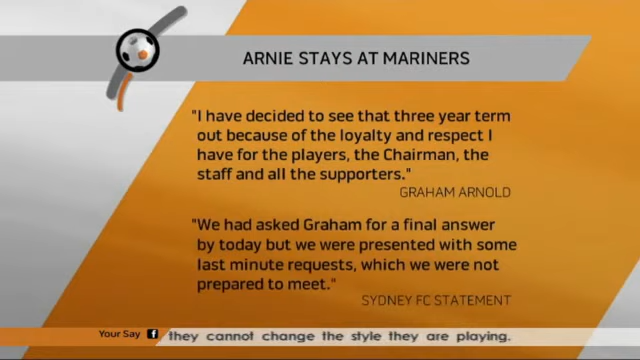 ARNIE STAYS AT MARINERS
"I have decided to see that three year term
out because of the loyalty and respect I
have for the players, the Chairman, the
staff and all the supporters."
GRAHAM ARNOLD
"We had asked Graham for a final answer
by today but we were presented with some
last minute requests, which we were not
prepared to meet."
SYDNEY FC STATEMENT
Your Say f they cannot change the style they are playing.